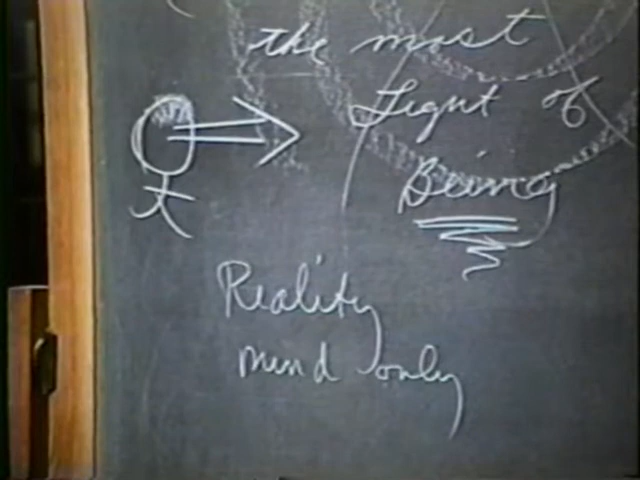 the most
Light of
Being
Reality
mind only